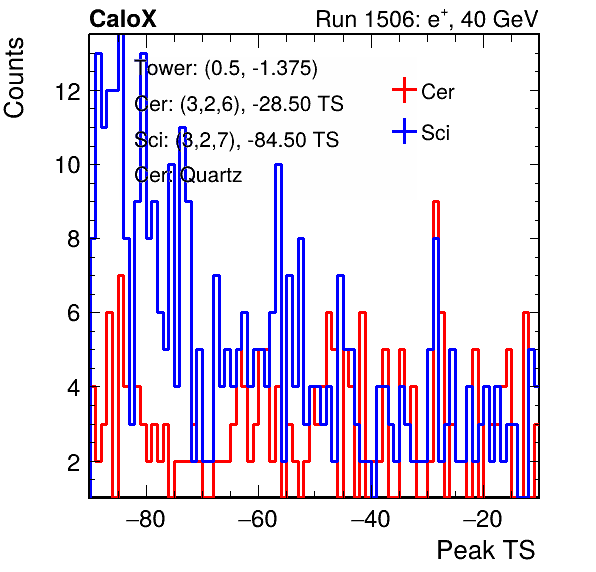 CaloX
Run 1506: e+, 40 GeV
Counts
Tower: (0.5, -1.375)
Cer: (3,2,6), -28.50 TS
Sci: (3,2,7), -84.50 TS
Cer: Quartz
Cer
Sci
12
10
8
6
4
2
−80 −60 −40 −20
Peak TS